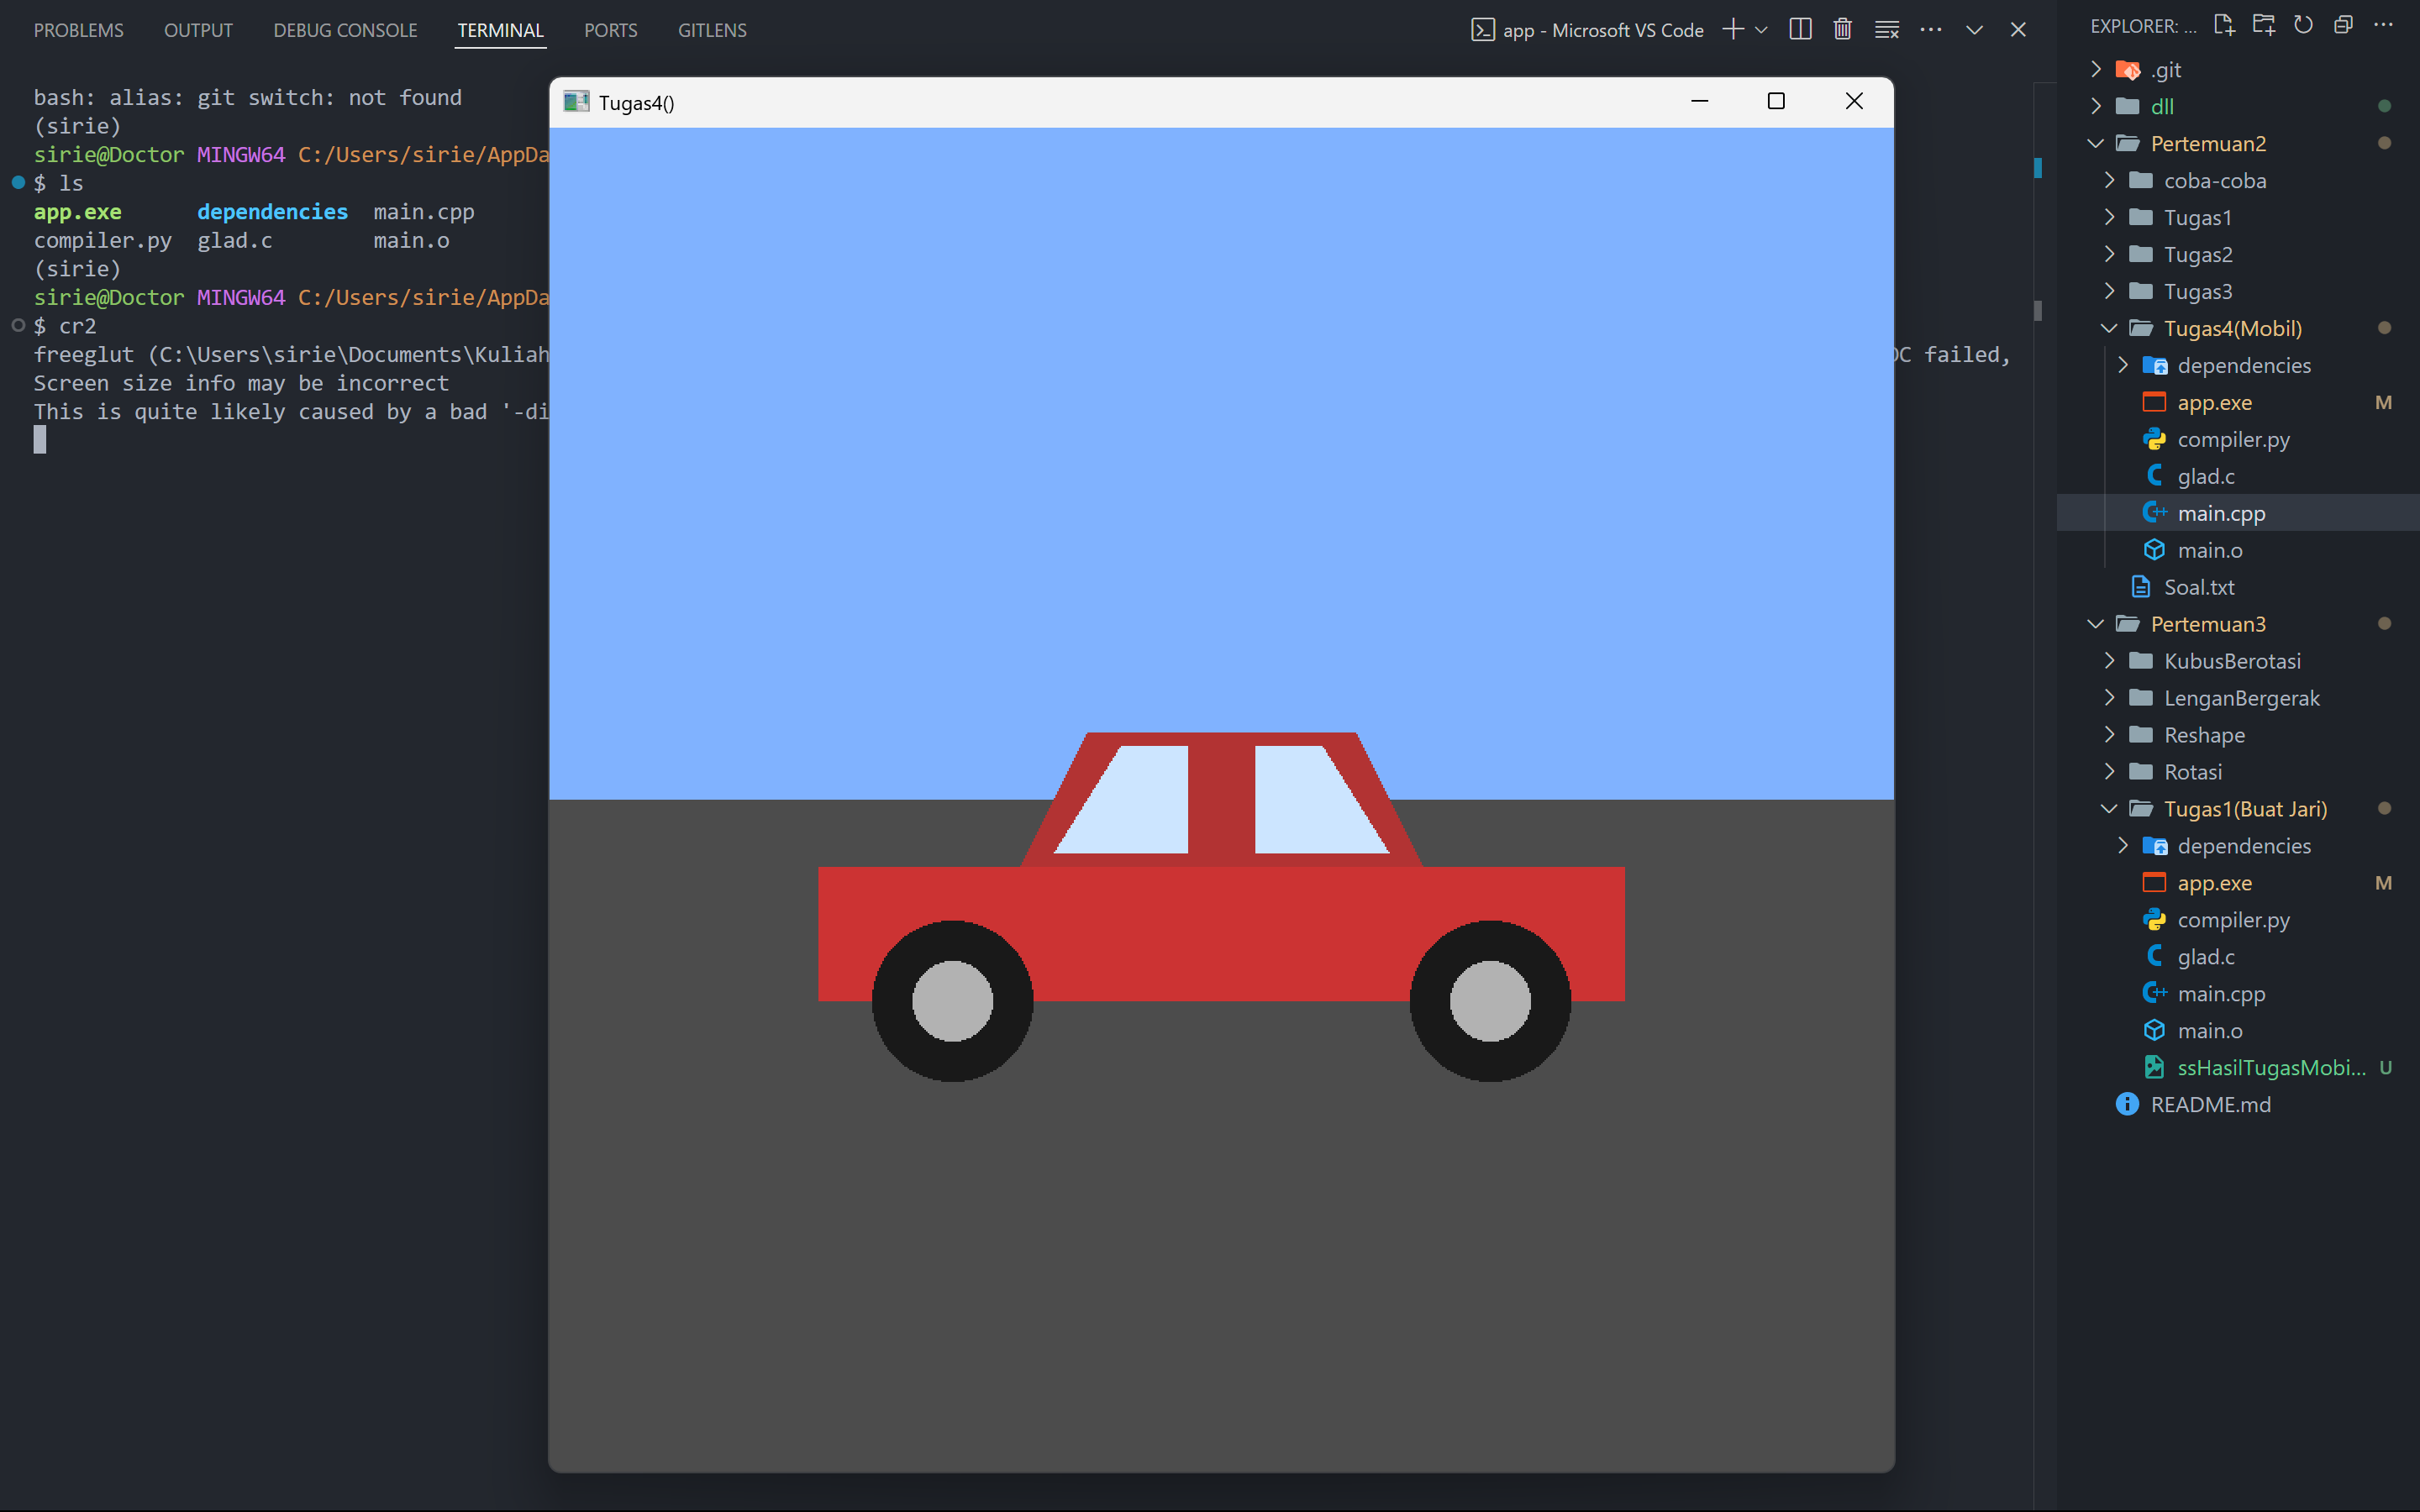 PROBLEMS OUTPUT DEBUG CONSOLE TERMINAL PORTS GITLENS
app - Microsoft VS Code
bash: alias: git switch: not found
(sirie)
sirie@Doctor MINGW64 C:/Users/sirie/AppDa
$ ls
app.exe dependencies main.cpp
compiler.py glad.c main.o
(sirie)
sirie@Doctor MINGW64 C:/Users/sirie/AppDa
$ cr2
freeglut (C:\Users\sirie\Documents\Kuliah
failed,
Screen size info may be incorrect
This is quite likely caused by a bad '-di
Tugas4()
EXPLORER: ...
.git
dll
Pertemuan2
coba-coba
Tugas1
Tugas2
Tugas3
Tugas4(Mobil)
dependencies
app.exe M
compiler.py
glad.c
main.cpp
main.o
Soal.txt
Pertemuan3
KubusBerotasi
LenganBergerak
Reshape
Rotasi
Tugas1(Buat Jari)
dependencies
app.exe M
compiler.py
glad.c
main.cpp
main.o
ssHasilTugasMobi... U
README.md